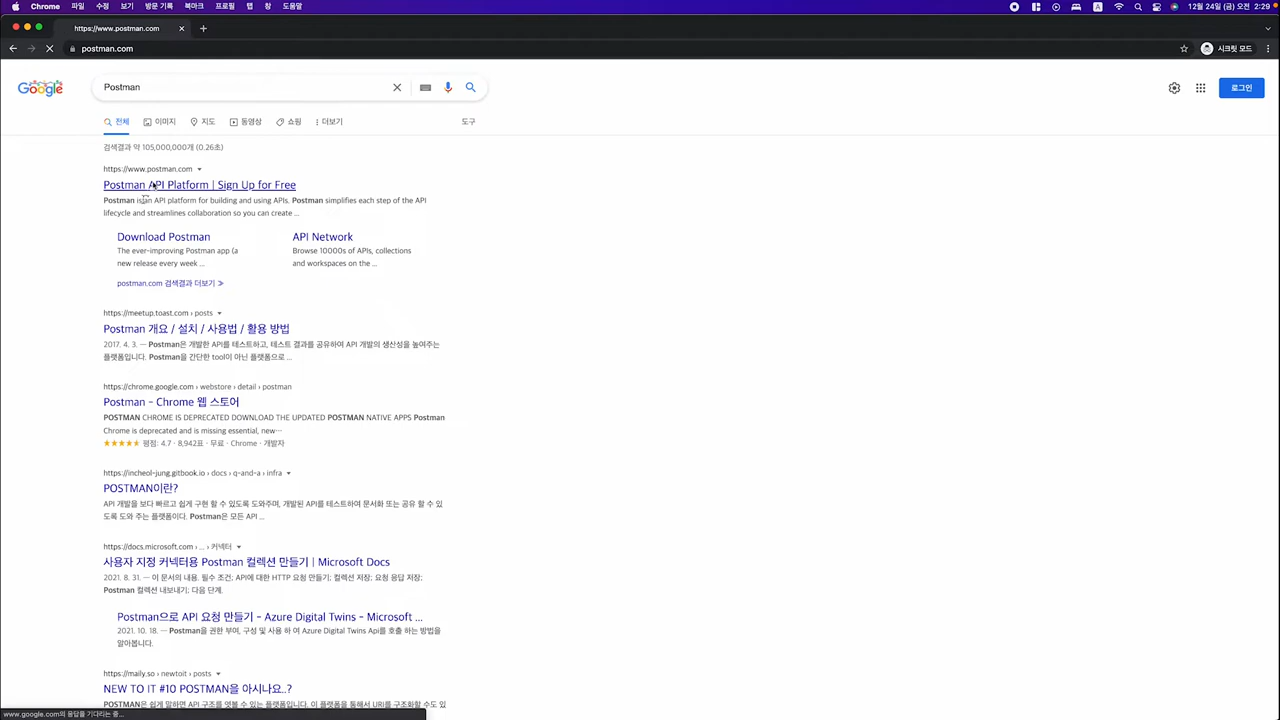 Chrome 파일 수정 보기 방문 기록 북마크 프로필 탭 창 도움말 12월 24일(금) 오전 2:29
https://www.postman.com
postman.com 시크릿 모드
Google Postman 로그인
전체 이미지 지도 동영상 쇼핑 더보기 도구
검색결과 약 105,000,000개 (0.26초)
https://www.postman.com
Postman API Platform | Sign Up for Free
Postman is an API platform for building and using APIs. Postman simplifies each step of the API
lifecycle and streamlines collaboration so you can create ...
Download Postman
The ever-improving Postman app (a
new release every week ...
API Network
Browse 10000s of APIs, collections
and workspaces on the ...
postman.com 검색결과 더보기 »
https://meetup.toast.com › posts
Postman 개요 / 설치 / 사용법 / 활용 방법
2017. 4. 3. — Postman은 개발한 API를 테스트하고, 테스트 결과를 공유하여 API 개발의 생산성을 높여주는
플랫폼입니다. Postman을 간단한 tool이 아닌 플랫폼으로 ...
https://chrome.google.com › webstore › detail › postman
Postman - Chrome 웹 스토어
POSTMAN CHROME IS DEPRECATED DOWNLOAD THE UPDATED POSTMAN NATIVE APPS Postman
Chrome is deprecated and is missing essential, new…
평점: 4.7 · 8,942표 · 무료 · Chrome · 개발자
https://incheol-jung.gitbook.io › docs › q-and-a › infra
POSTMAN이란?
API 개발을 보다 빠르고 쉽게 구현 할 수 있도록 도와주며, 개발된 API를 테스트하여 문서화 또는 공유 할 수 있
도록 도와 주는 플랫폼이다. Postman은 모든 API ...
https://docs.microsoft.com › ... › 커넥터
사용자 지정 커넥터용 Postman 컬렉션 만들기 | Microsoft Docs
2021. 8. 31. — 이 문서의 내용. 필수 조건; API에 대한 HTTP 요청 만들기; 컬렉션 저장; 요청 응답 저장;
Postman 컬렉션 내보내기; 다음 단계.
Postman으로 API 요청 만들기 - Azure Digital Twins - Microsoft ...
2021. 10. 18. — Postman을 권한 부여, 구성 및 사용 하 여 Azure Digital Twins Api를 호출 하는 방법을
알아봅니다.
https://maily.so › newtoit › posts
NEW TO IT #10 POSTMAN을 아시나요..?
POSTMAN은 쉽게 말하면 API 구조를 엿볼 수 있는 플랫폼입니다. 이 플랫폼을 통해서 URI를 구조화할 수도 있
www.google.com의 응답을 기다리는 중...